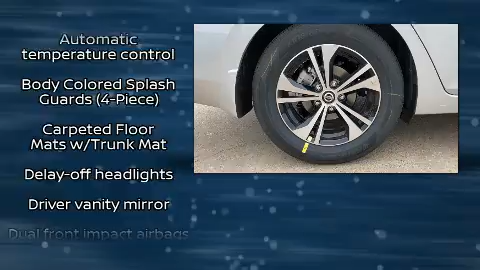 Automatic
temperature control
Body Colored Splash
Guards (4-Piece)
Carpeted Floor
Mats w/Trunk Mat
Delay-off headlights
Driver vanity mirror
Dual front impact airbags